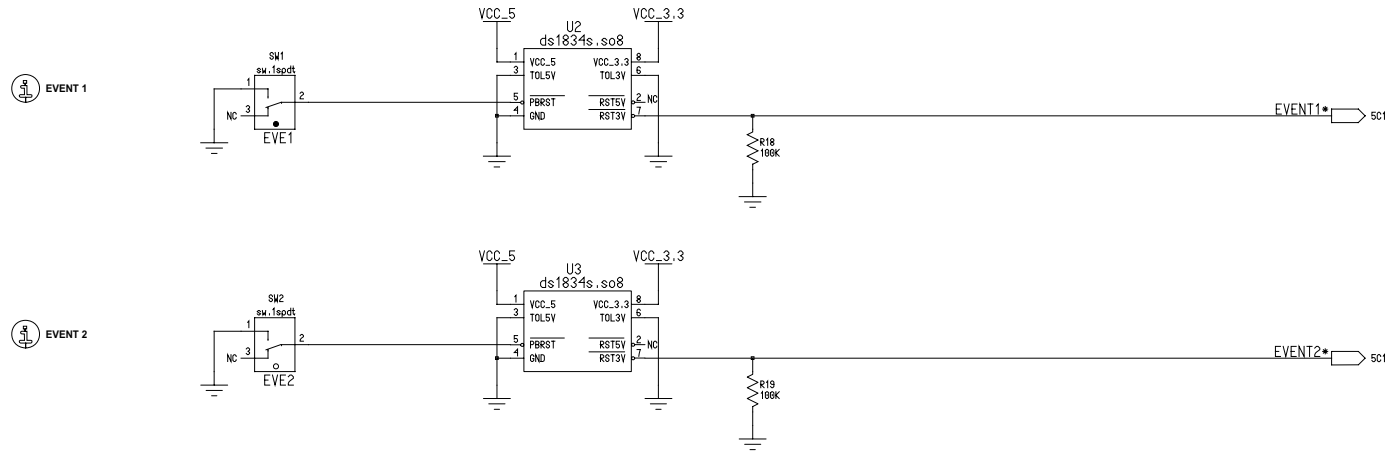 VCC_5 VCC_3.3
U2
ds1834s.so8
SW1
sw.1spdt
EVENT 1
1 VCC_5 VCC_3.3 8
3 TOL5V TOL3V 6
1
2
5 PBRST RST5V 2 NC
NC 3
4 GND RST3V 7
EVENT1* 5C1
EVE1
R18
100K
VCC_5 VCC_3.3
U3
ds1834s.so8
SW2
sw.1spdt
EVENT 2
1 VCC_5 VCC_3.3 8
3 TOL5V TOL3V 6
1
2
5 PBRST RST5V 2 NC
NC 3
4 GND RST3V 7
EVENT2* 5C1
EVE2
R19
100K